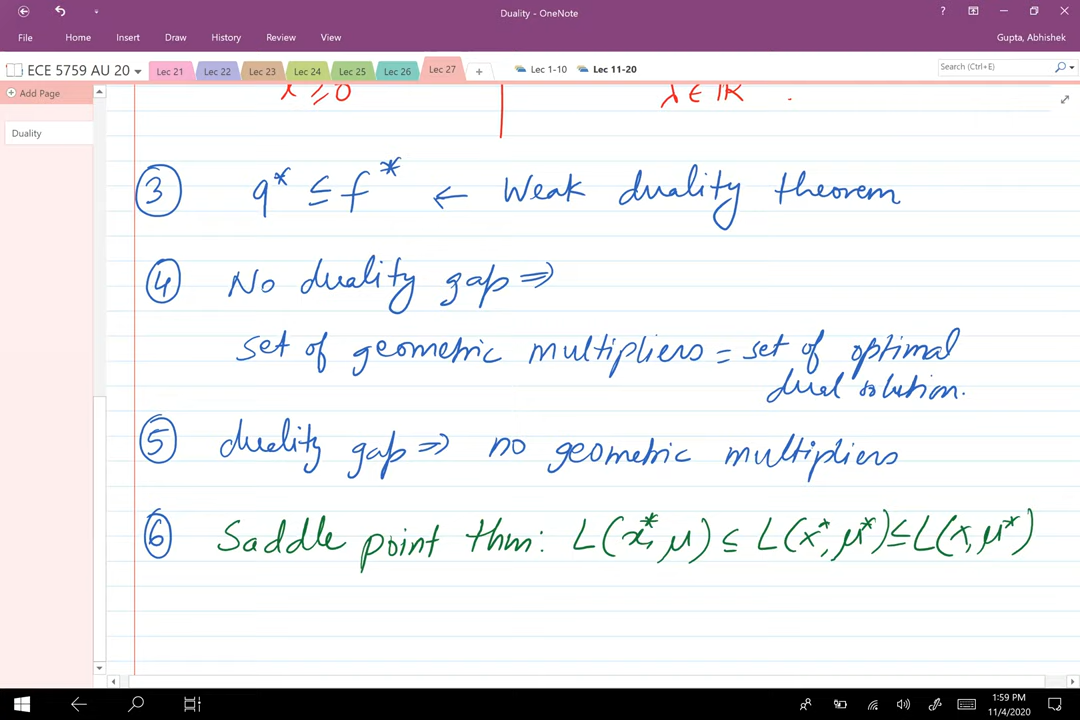 Duality - OneNote
?
File Home Insert Draw History Review View Gupta, Abhishek
ECE 5759 AU 20 Lec 21 Lec 22 Lec 23 Lec 24 Lec 25 Lec 26 Lec 27 + Lec 1-10 Lec 11-20 Search (Ctrl+E)
Add Page
Duality
λ ≥ 0 λ ∈ ℝ .
③ q* ≤ f* ← Weak duality theorem
④ No duality gap ⇒
set of geometric multipliers = set of optimal
dual solution.
⑤ duality gap ⇒ no geometric multipliers
⑥ Saddle point thm: L(x*, μ) ≤ L(x*, μ*) ≤ L(x, μ*)
1:59 PM
11/4/2020